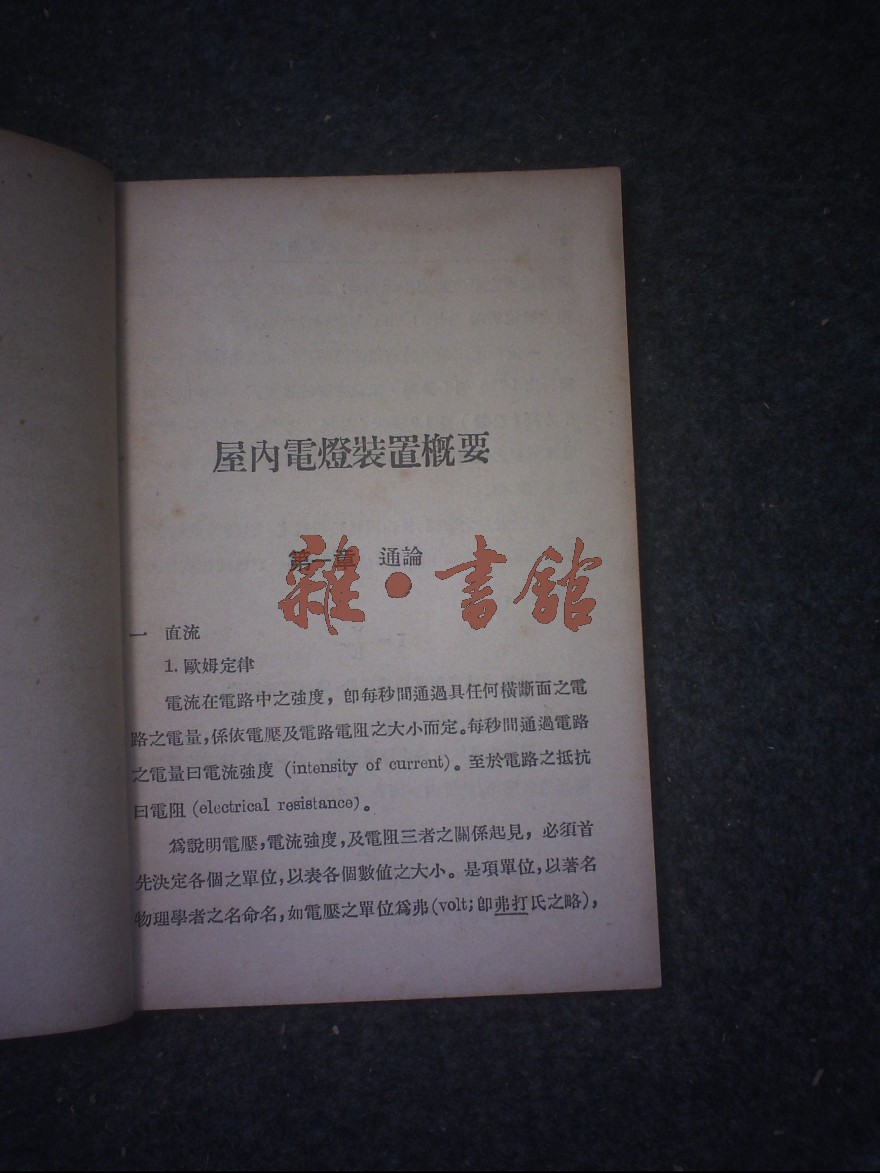 屋內電燈裝置概要
第一章　通論
雜·書館
一　直流
1. 歐姆定律
電流在電路中之強度，卽每秒間通過具任何橫斷面之電
路之電量，係依電壓及電路電阻之大小而定。每秒間通過電路
之電量曰電流強度 (intensity of current)。至於電路之抵抗
曰電阻 (electrical resistance)。
爲說明電壓，電流強度，及電阻三者之關係起見，必須首
先決定各個之單位，以表各個數値之大小。是項單位，以著名
物理學者之名命名，如電壓之單位爲弗 (volt; 卽弗打氏之略)，